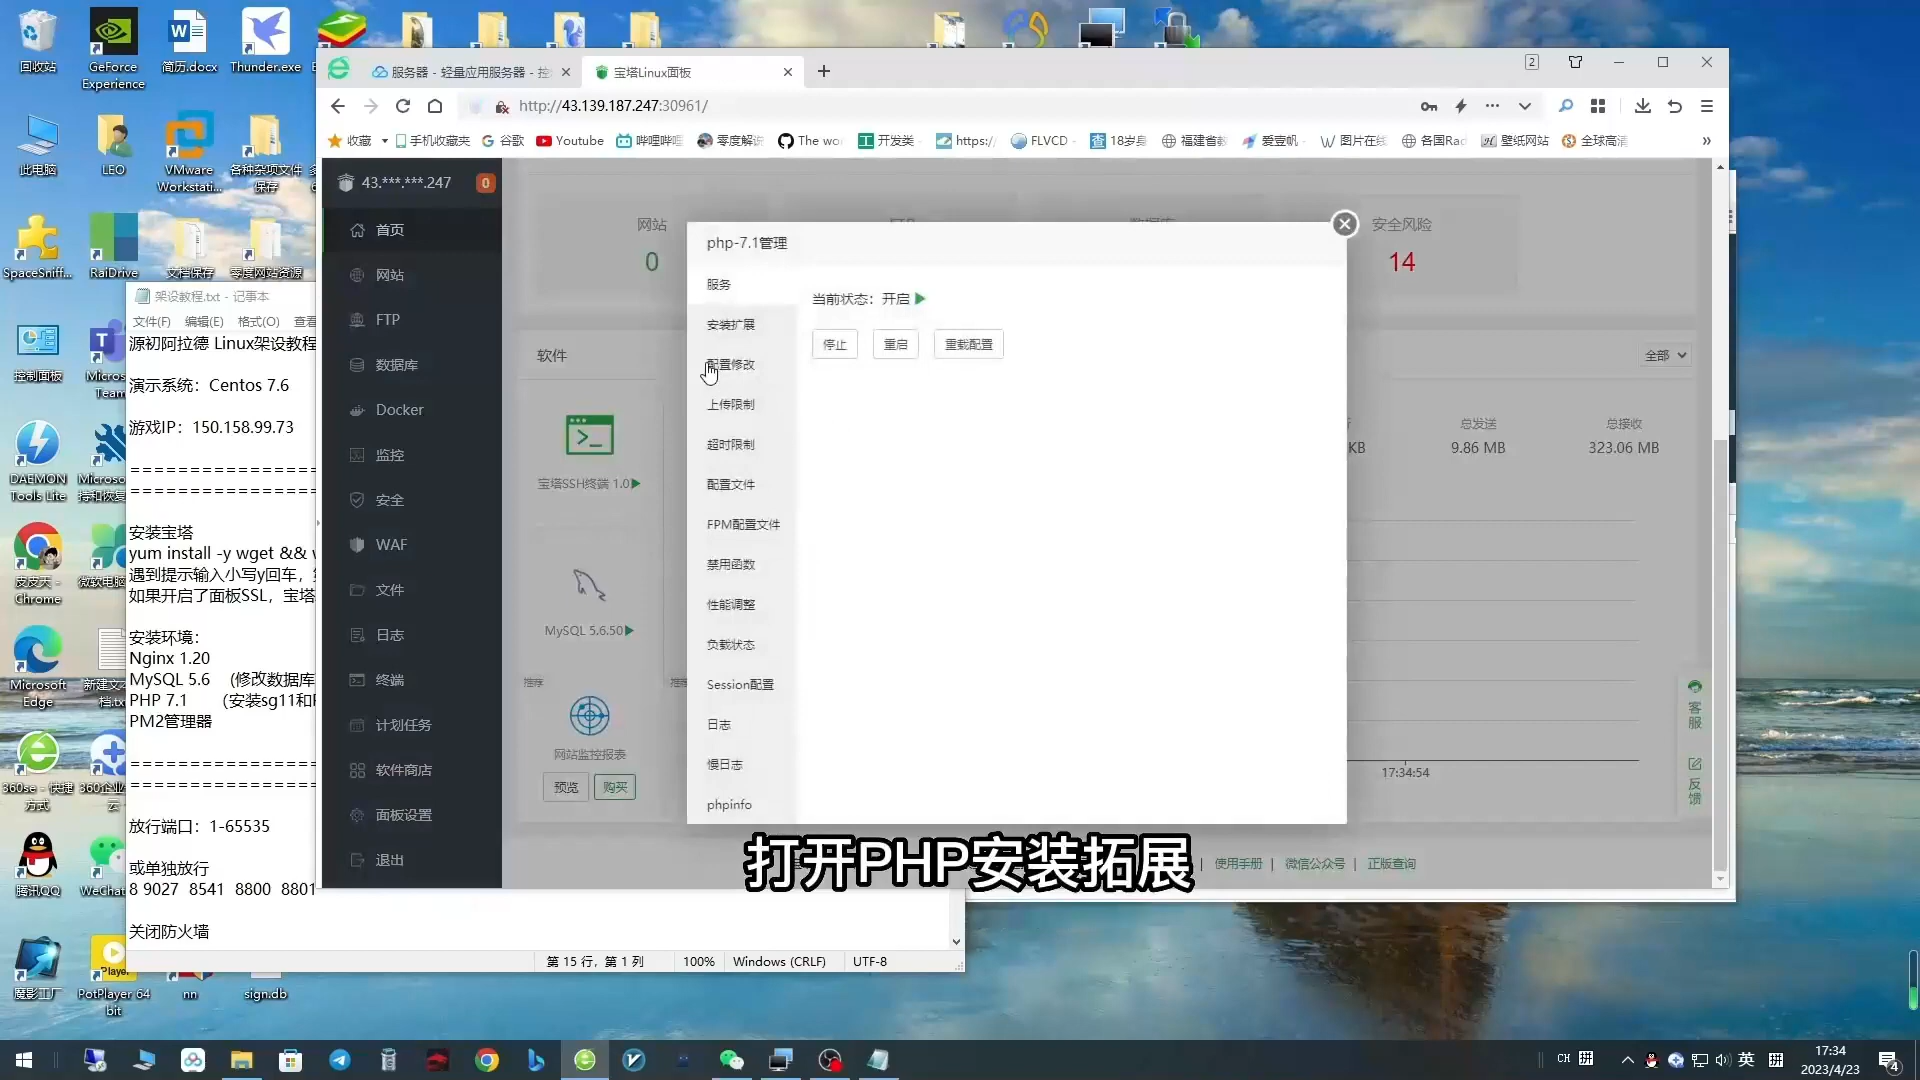 回收站
GeForce Experience
简历.docx
Thunder.exe
此电脑
LEO
VMware Workstati...
各种杂项文件保存
SpaceSniff...
RaiDrive
文档保存
零度网站资源
控制面板
DAEMON Tools Lite
皮皮天 - Chrome
微软电脑
Microsoft Edge
360se - 快捷方式
腾讯QQ
WeChat
魔影工厂
PotPlayer 64 bit
nn
sign.db
服务器 - 轻量应用服务器 - 控
宝塔Linux面板
2
http://43.139.187.247:30961/
收藏
手机收藏夹
谷歌
Youtube
哔哩哔哩
零度解说
The wo
开发类
https:/
FLVCD
18岁
福建省
爱壹帆
图片在线
各国Rad
壁纸网站
全球高清
43.***.***.247
0
首页
网站
FTP
数据库
Docker
监控
安全
WAF
文件
日志
终端
计划任务
软件商店
面板设置
退出
网站
0
安全风险
14
软件
宝塔SSH终端 1.0
MySQL 5.6.50
推荐
网站监控报表
预览
购买
php-7.1管理
服务
安装扩展
配置修改
上传限制
超时限制
配置文件
FPM配置文件
禁用函数
性能调整
负载状态
Session配置
日志
慢日志
phpinfo
当前状态：开启
停止
重启
重载配置
全部
KB
总发送
9.86 MB
总接收
323.06 MB
17:34:54
客服
反馈
使用手册 | 微信公众号 | 正版查询
打开PHP安装拓展
架设教程.txt - 记事本
文件(F) 编辑(E) 格式(O) 查看
源初阿拉德 Linux架设教程
演示系统：Centos 7.6
游戏IP：150.158.99.73
==================
==================
安装宝塔
yum install -y wget &&
遇到提示输入小写y回车，
如果开启了面板SSL，宝塔
安装环境：
Nginx 1.20
MySQL 5.6 （修改数据库
PHP 7.1 （安装sg11和
PM2管理器
==================
==================
放行端口：1-65535
或单独放行
8 9027 8541 8800 8801
关闭防火墙
第 15 行，第 1 列
100%
Windows (CRLF)
UTF-8
CH
拼
英
拼
17:34
2023/4/23
4